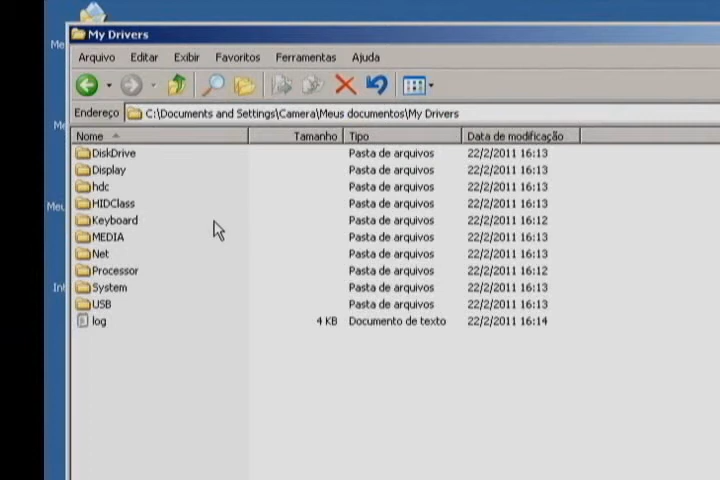 My Drivers
Arquivo Editar Exibir Favoritos Ferramentas Ajuda
Endereço C:\Documents and Settings\Camera\Meus documentos\My Drivers
Nome Tamanho Tipo Data de modificação
DiskDrive Pasta de arquivos 22/2/2011 16:13
Display Pasta de arquivos 22/2/2011 16:13
hdc Pasta de arquivos 22/2/2011 16:13
HIDClass Pasta de arquivos 22/2/2011 16:13
Keyboard Pasta de arquivos 22/2/2011 16:12
MEDIA Pasta de arquivos 22/2/2011 16:13
Net Pasta de arquivos 22/2/2011 16:13
Processor Pasta de arquivos 22/2/2011 16:12
System Pasta de arquivos 22/2/2011 16:13
USB Pasta de arquivos 22/2/2011 16:13
log 4 KB Documento de texto 22/2/2011 16:14